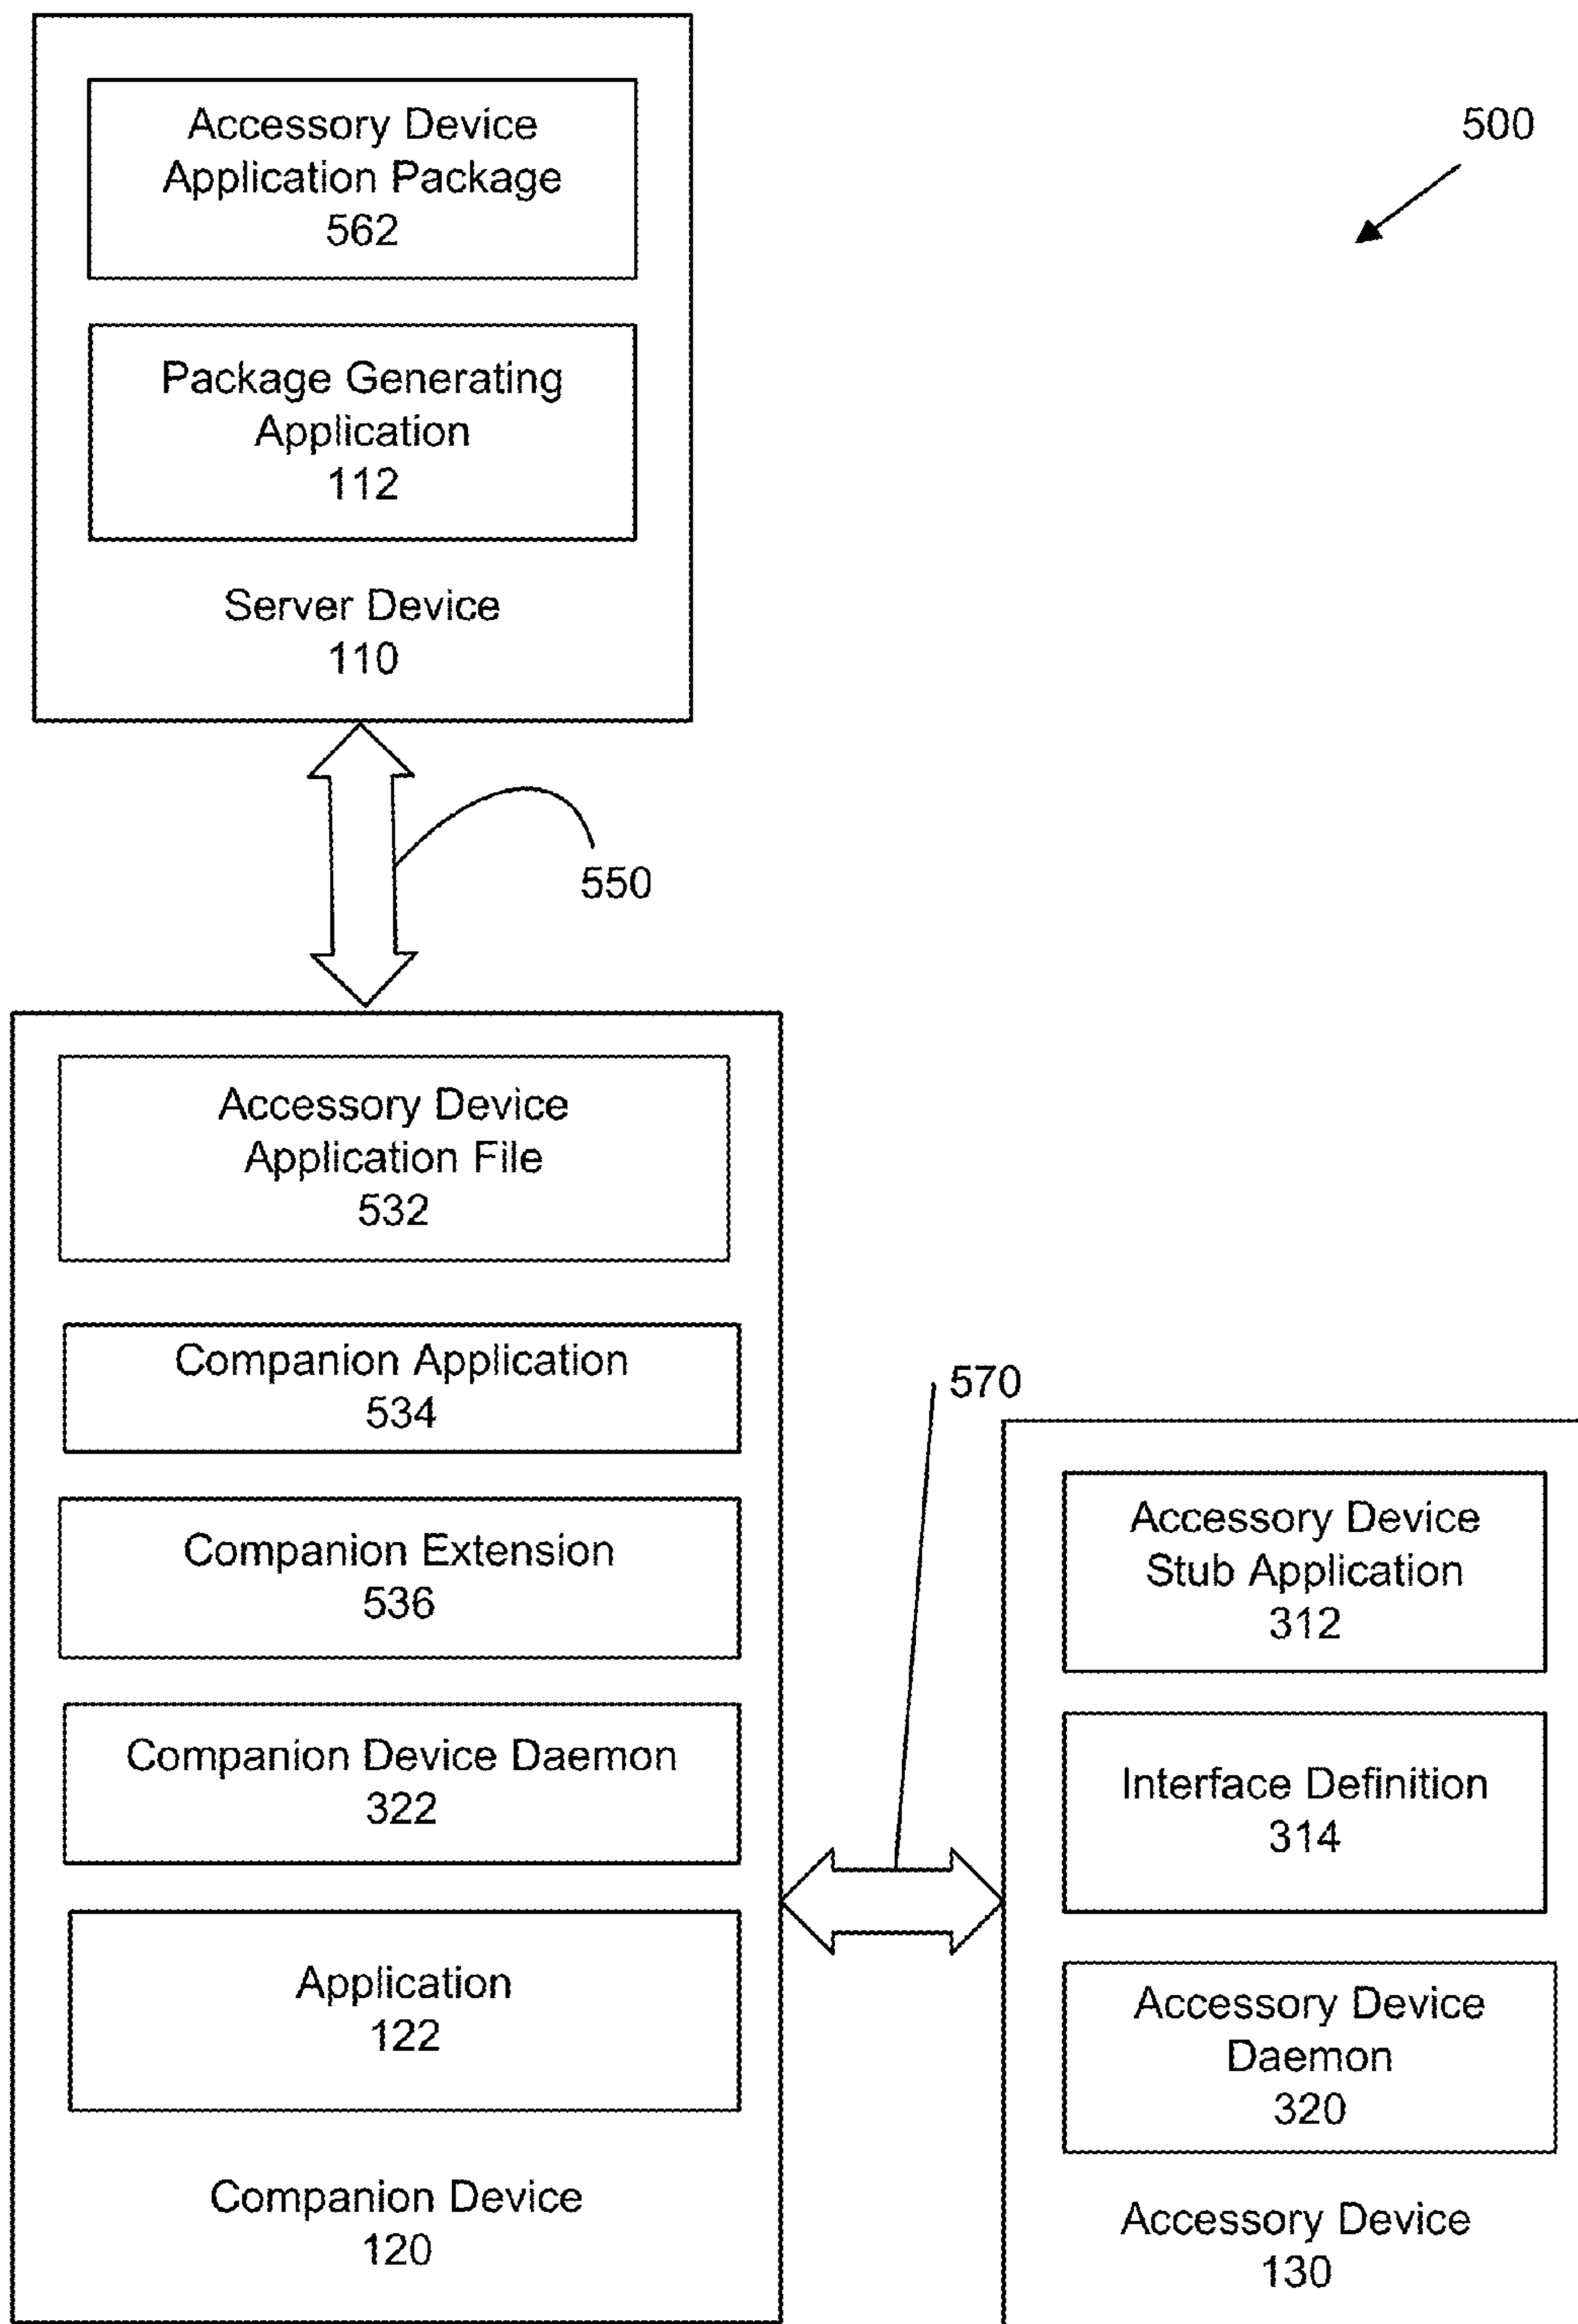 Accessory Device
Application Package
562
500
Package Generating
Application
112
Server Device
110
550
Accessory Device
Application File
532
Companion Application
534
Companion Extension
536
Companion Device Daemon
322
Application
122
Companion Device
120
570
Accessory Device
Stub Application
312
Interface Definition
314
Accessory Device
Daemon
320
Accessory Device
130